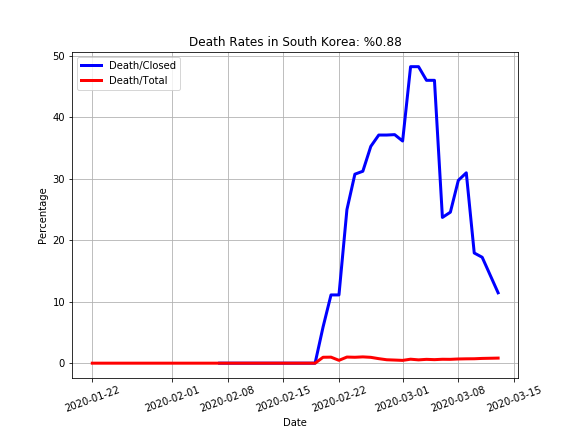 Death Rates in South Korea: %0.88
Death/Closed
Death/Total
50
40
30
20
10
0
Percentage
2020-01-22
2020-02-01
2020-02-08
2020-02-15
2020-02-22
2020-03-01
2020-03-08
2020-03-15
Date